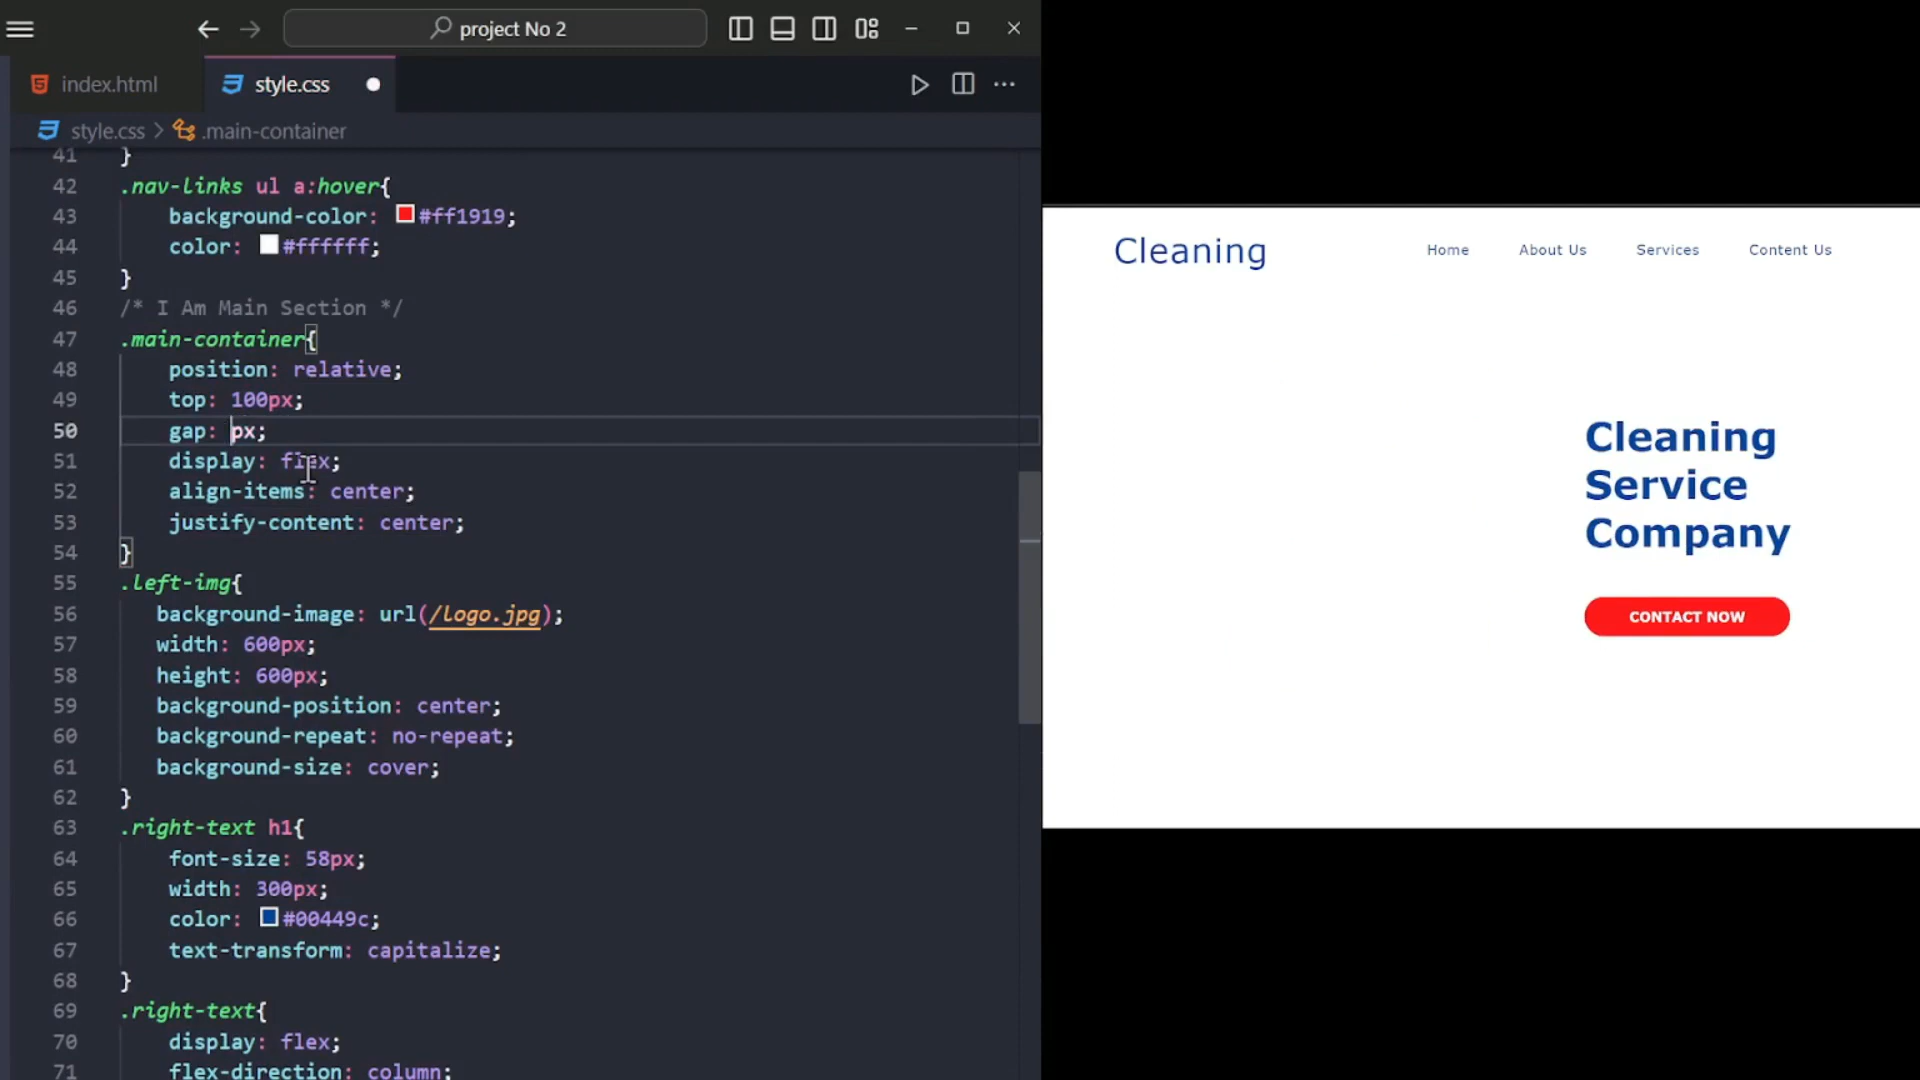 project No 2
index.html
style.css
style.css > .main-container
41 }
42 .nav-links ul a:hover{
43 background-color: #ff1919;
44 color: #ffffff;
45 }
46 /* I Am Main Section */
47 .main-container{
48 position: relative;
49 top: 100px;
50 gap: px;
51 display: flex;
52 align-items: center;
53 justify-content: center;
54 }
55 .left-img{
56 background-image: url(/logo.jpg);
57 width: 600px;
58 height: 600px;
59 background-position: center;
60 background-repeat: no-repeat;
61 background-size: cover;
62 }
63 .right-text h1{
64 font-size: 58px;
65 width: 300px;
66 color: #00449c;
67 text-transform: capitalize;
68 }
69 .right-text{
70 display: flex;
71 flex-direction: column;
Cleaning
Home About Us Services Content Us
Cleaning
Service
Company
CONTACT NOW